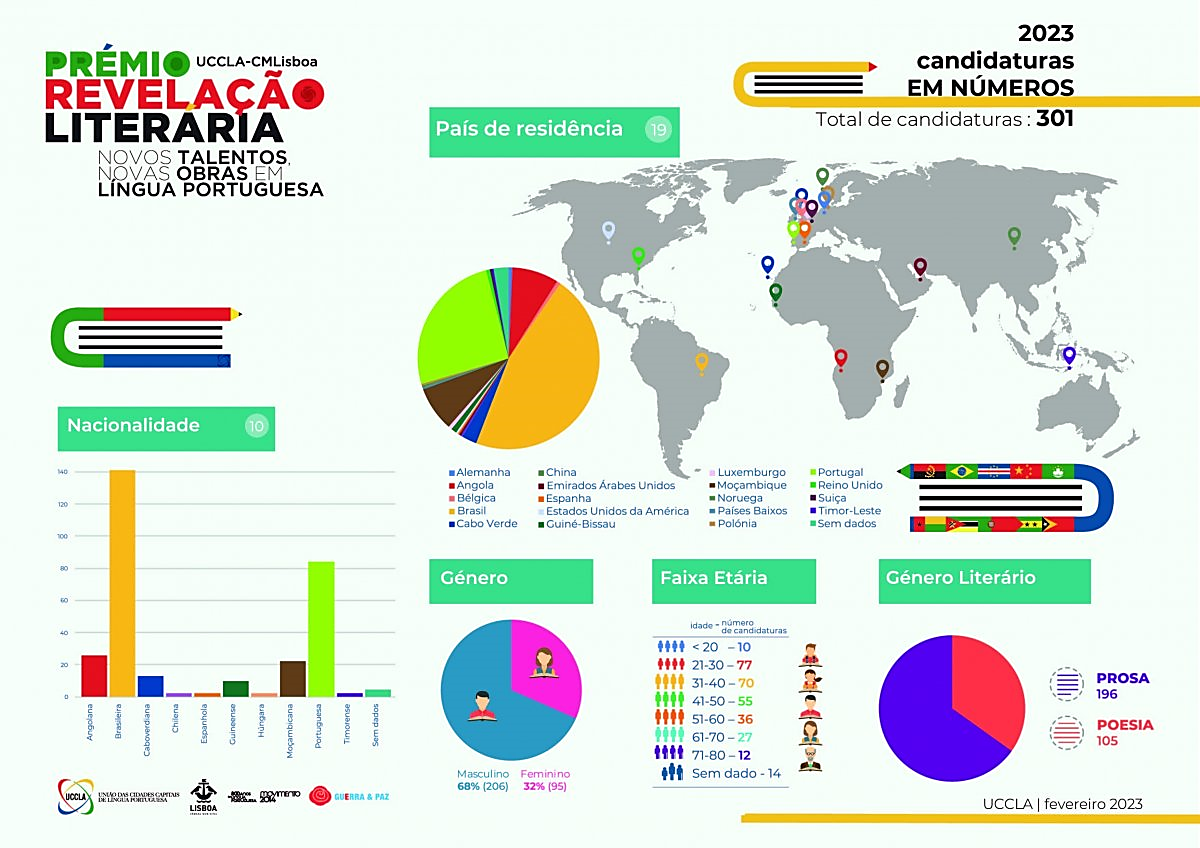 PRÉMIO UCCLA-CMLisboa
REVELAÇÃO
LITERÁRIA
NOVOS TALENTOS,
NOVAS OBRAS EM
LÍNGUA PORTUGUESA
2023
candidaturas
EM NÚMEROS
Total de candidaturas : 301
País de residência 19
Alemanha
Angola
Bélgica
Brasil
Cabo Verde
China
Emirados Árabes Unidos
Espanha
Estados Unidos da América
Guiné-Bissau
Luxemburgo
Moçambique
Noruega
Países Baixos
Polónia
Portugal
Reino Unido
Suiça
Timor-Leste
Sem dados
Nacionalidade 10
140
120
100
80
60
40
20
0
Angolana
Brasileira
Caboverdiana
Chilena
Espanhola
Guineense
Húngara
Moçambicana
Portuguesa
Timorense
Sem dados
Género
Masculino
68% (206)
Feminino
32% (95)
Faixa Etária
idade - número
de candidaturas
< 20 – 10
21-30 – 77
31-40 – 70
41-50 – 55
51-60 – 36
61-70 – 27
71-80 – 12
Sem dado - 14
Género Literário
PROSA
196
POESIA
105
UCCLA
UNIÃO DAS CIDADES CAPITAIS
DE LÍNGUA PORTUGUESA
LISBOA
MOVIMENTO
2014
GUERRA & PAZ
UCCLA | fevereiro 2023